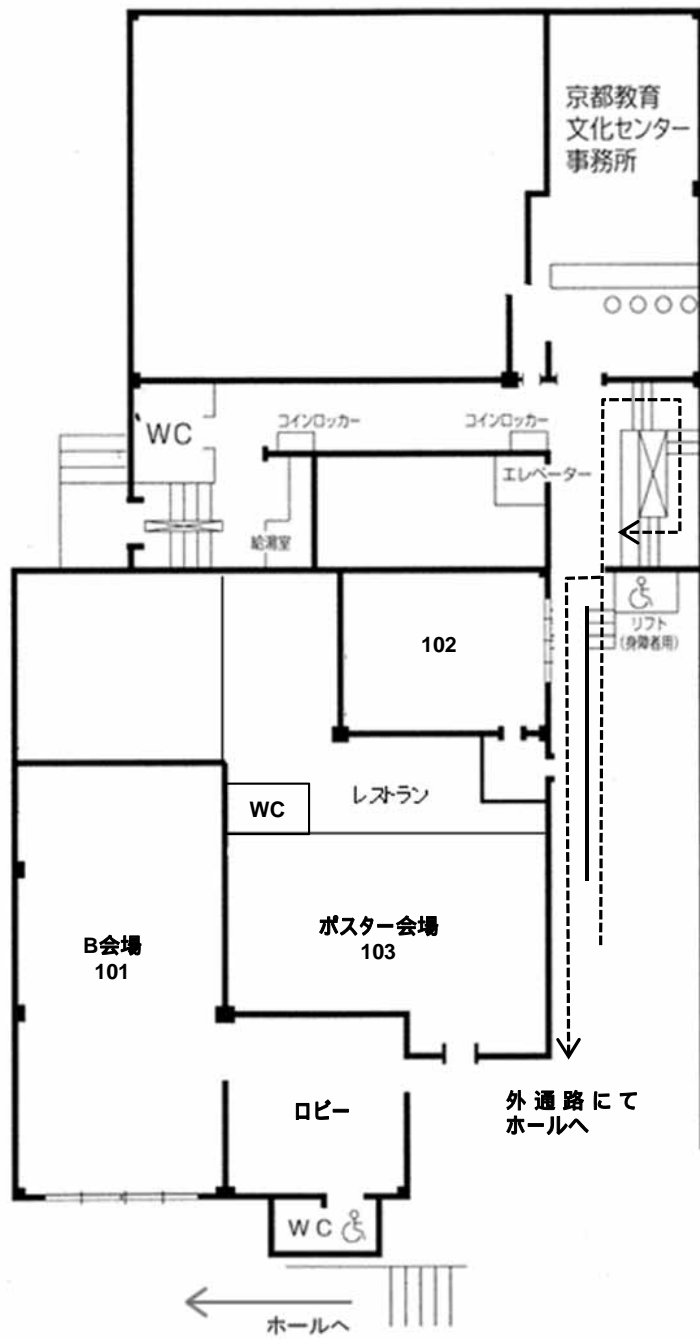 京都教育
文化センター
事務所
コインロッカー
コインロッカー
WC
エレベーター
給湯室
リフト
(身障者用)
102
レストラン
WC
ポスター会場
103
B会場
101
ロビー
外通路にて
ホールへ
WC
ホールへ